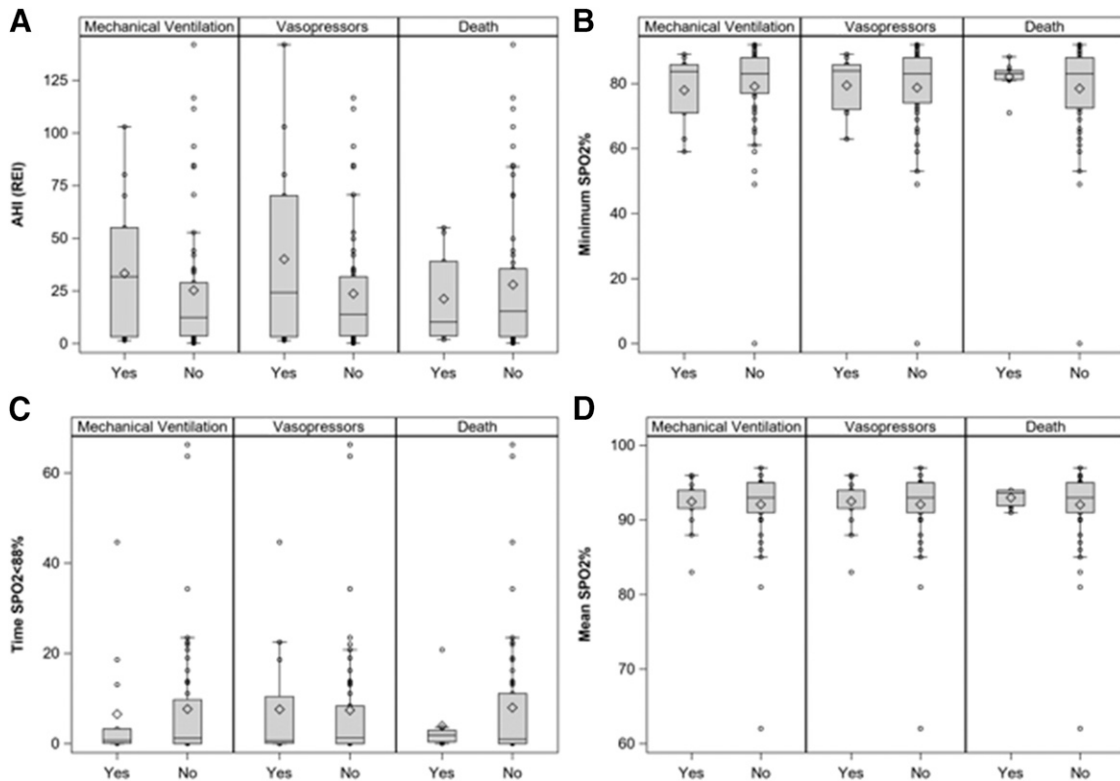 A
Mechanical Ventilation Vasopressors Death
AHI (REI)
125
100
75
50
25
0
Yes No Yes No Yes No
B
Mechanical Ventilation Vasopressors Death
Minimum SPO2%
80
60
40
20
0
Yes No Yes No Yes No
C
Mechanical Ventilation Vasopressors Death
Time SPO2<88%
60
40
20
0
Yes No Yes No Yes No
D
Mechanical Ventilation Vasopressors Death
Mean SPO2%
100
90
80
70
60
Yes No Yes No Yes No